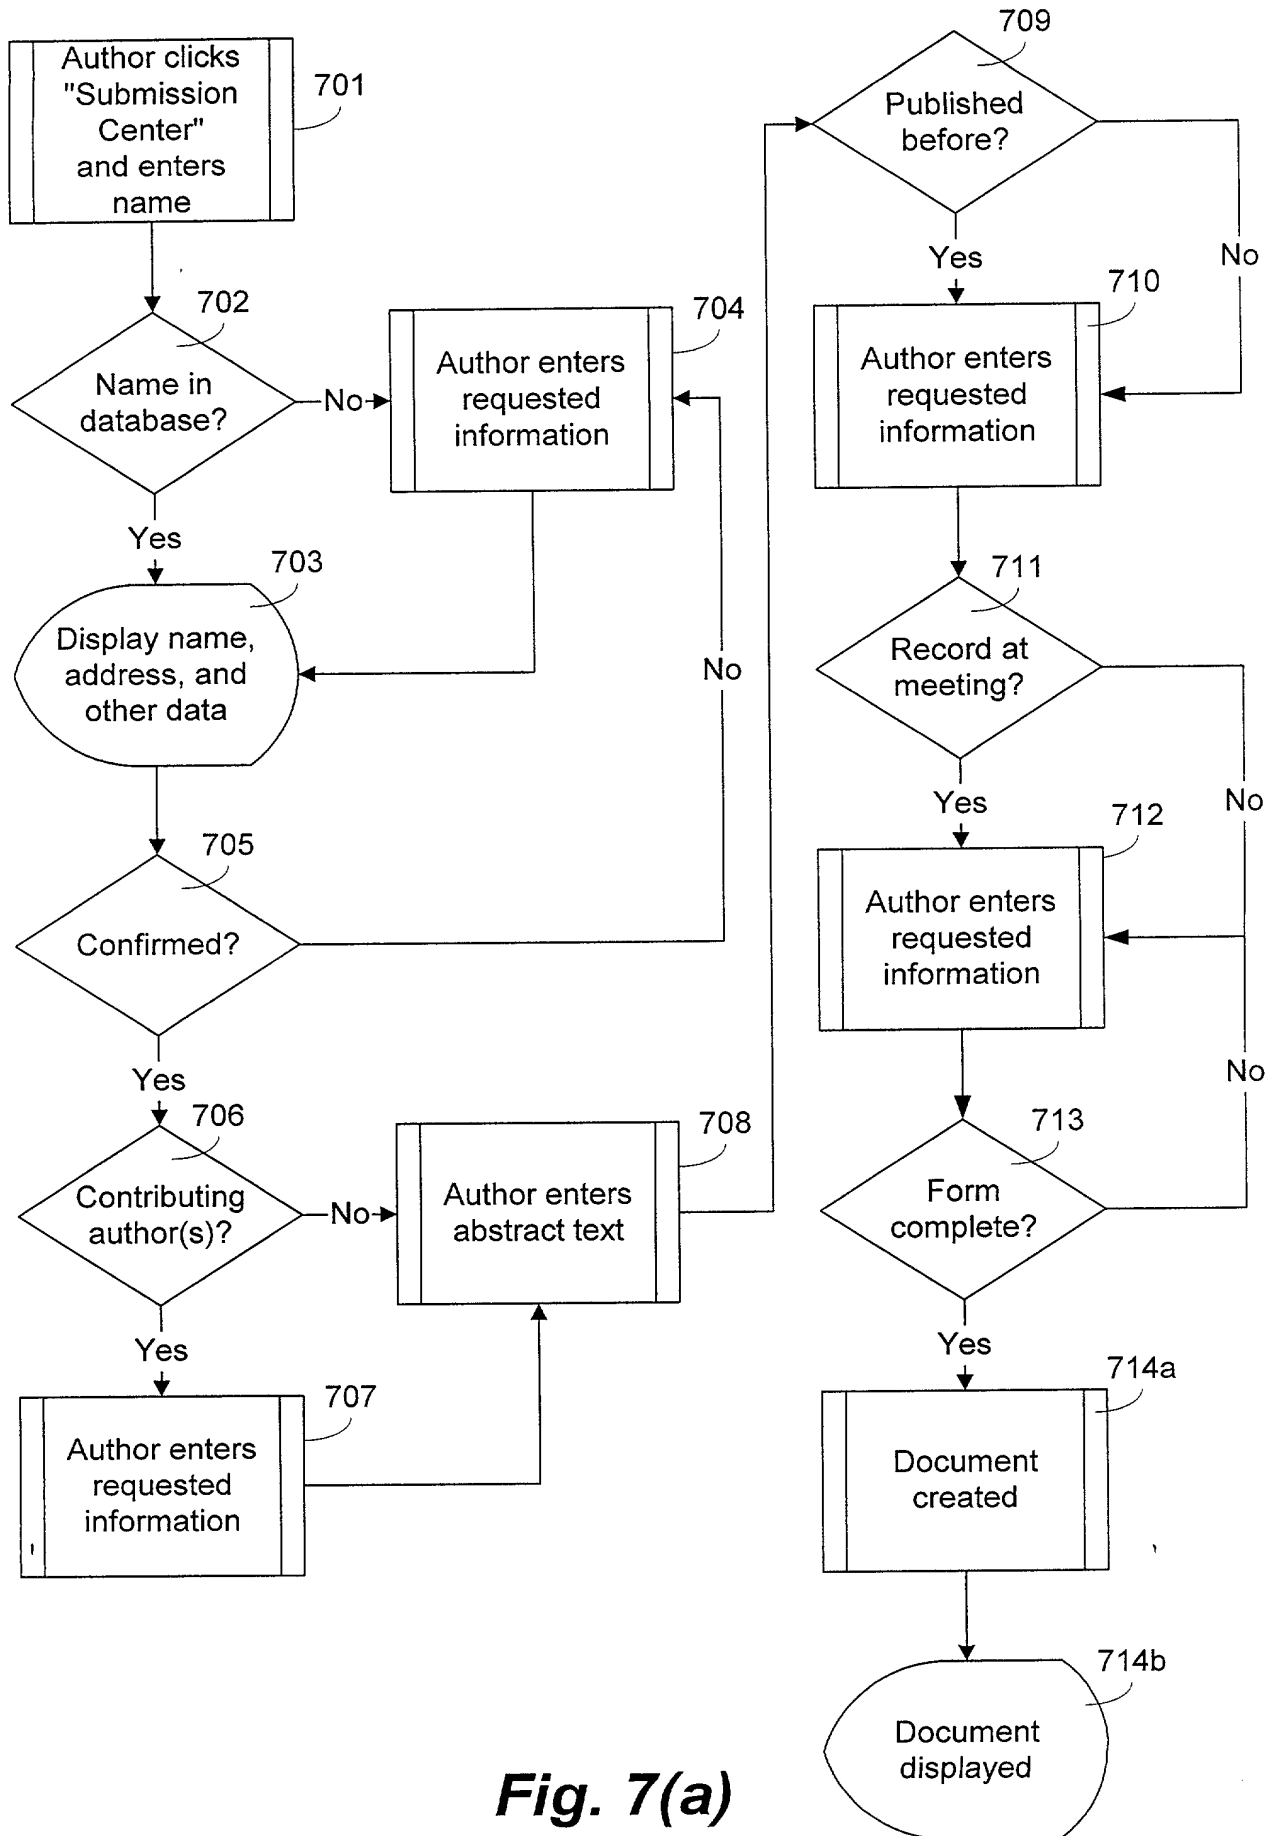 Author clicks
"Submission
Center"
and enters
name
701
702
Name in
database?
No
704
Author enters
requested
information
Yes
703
Display name,
address, and
other data
No
705
Confirmed?
Yes
706
Contributing
author(s)?
No
708
Author enters
abstract text
Yes
707
Author enters
requested
information
709
Published
before?
Yes
No
710
Author enters
requested
information
711
Record at
meeting?
Yes
No
712
Author enters
requested
information
No
713
Form
complete?
Yes
714a
Document
created
714b
Document
displayed
Fig. 7(a)